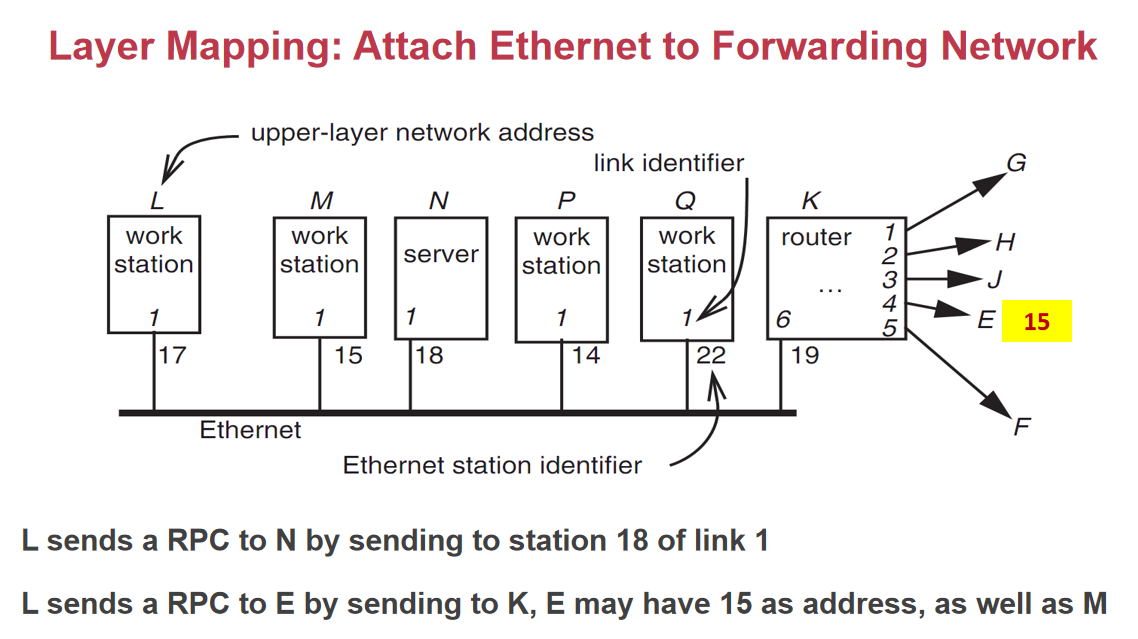 Layer Mapping: Attach Ethernet to Forwarding Network
upper-layer network address
link identifier
G
L
M
N
P
Q
K
work
station
work
station
server
work
station
work
station
router
1
2
3
4
5
...
H
J
E
15
1
1
1
1
1
6
17
15
18
14
22
19
F
Ethernet
Ethernet station identifier
L sends a RPC to N by sending to station 18 of link 1
L sends a RPC to E by sending to K, E may have 15 as address, as well as M